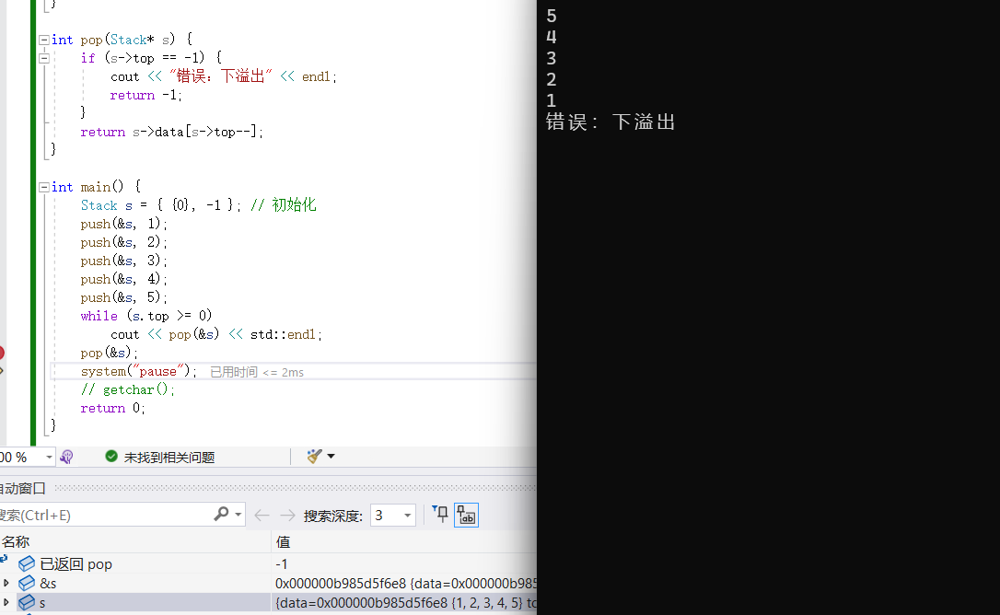 }
int pop(Stack* s) {
if (s->top == -1) {
cout << "错误：下溢出" << endl;
return -1;
}
return s->data[s->top--];
}
int main() {
Stack s = { {0}, -1 }; // 初始化
push(&s, 1);
push(&s, 2);
push(&s, 3);
push(&s, 4);
push(&s, 5);
while (s.top >= 0)
cout << pop(&s) << std::endl;
pop(&s);
system("pause"); 已用时间 <= 2ms
// getchar();
return 0;
}
00 % 未找到相关问题
自动窗口
搜索(Ctrl+E) 搜索深度: 3
名称 值
已返回 pop -1
&s 0x000000b985d5f6e8 {data=0x000000b985
s {data=0x000000b985d5f6e8 {1, 2, 3, 4, 5} to
5
4
3
2
1
错误：下溢出